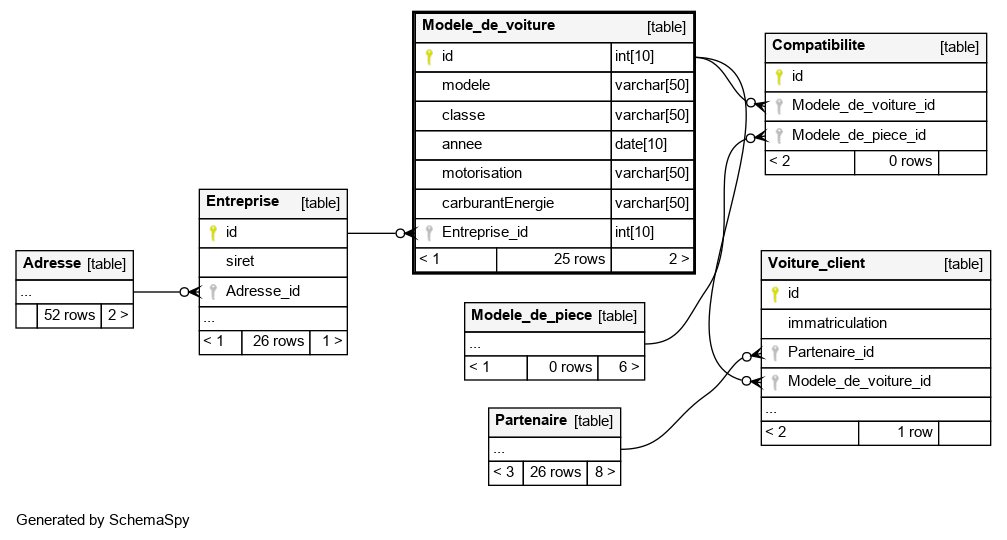 Modele_de_voiture [table]
id int[10]
modele varchar[50]
classe varchar[50]
annee date[10]
motorisation varchar[50]
carburantEnergie varchar[50]
Entreprise_id int[10]
< 1 25 rows 2 >
Compatibilite [table]
id
Modele_de_voiture_id
Modele_de_piece_id
< 2 0 rows
Entreprise [table]
id
siret
Adresse_id
...
< 1 26 rows 1 >
Adresse [table]
...
52 rows 2 >
Voiture_client [table]
id
immatriculation
Partenaire_id
Modele_de_voiture_id
...
< 2 1 row
Modele_de_piece [table]
...
< 1 0 rows 6 >
Partenaire [table]
...
< 3 26 rows 8 >
Generated by SchemaSpy